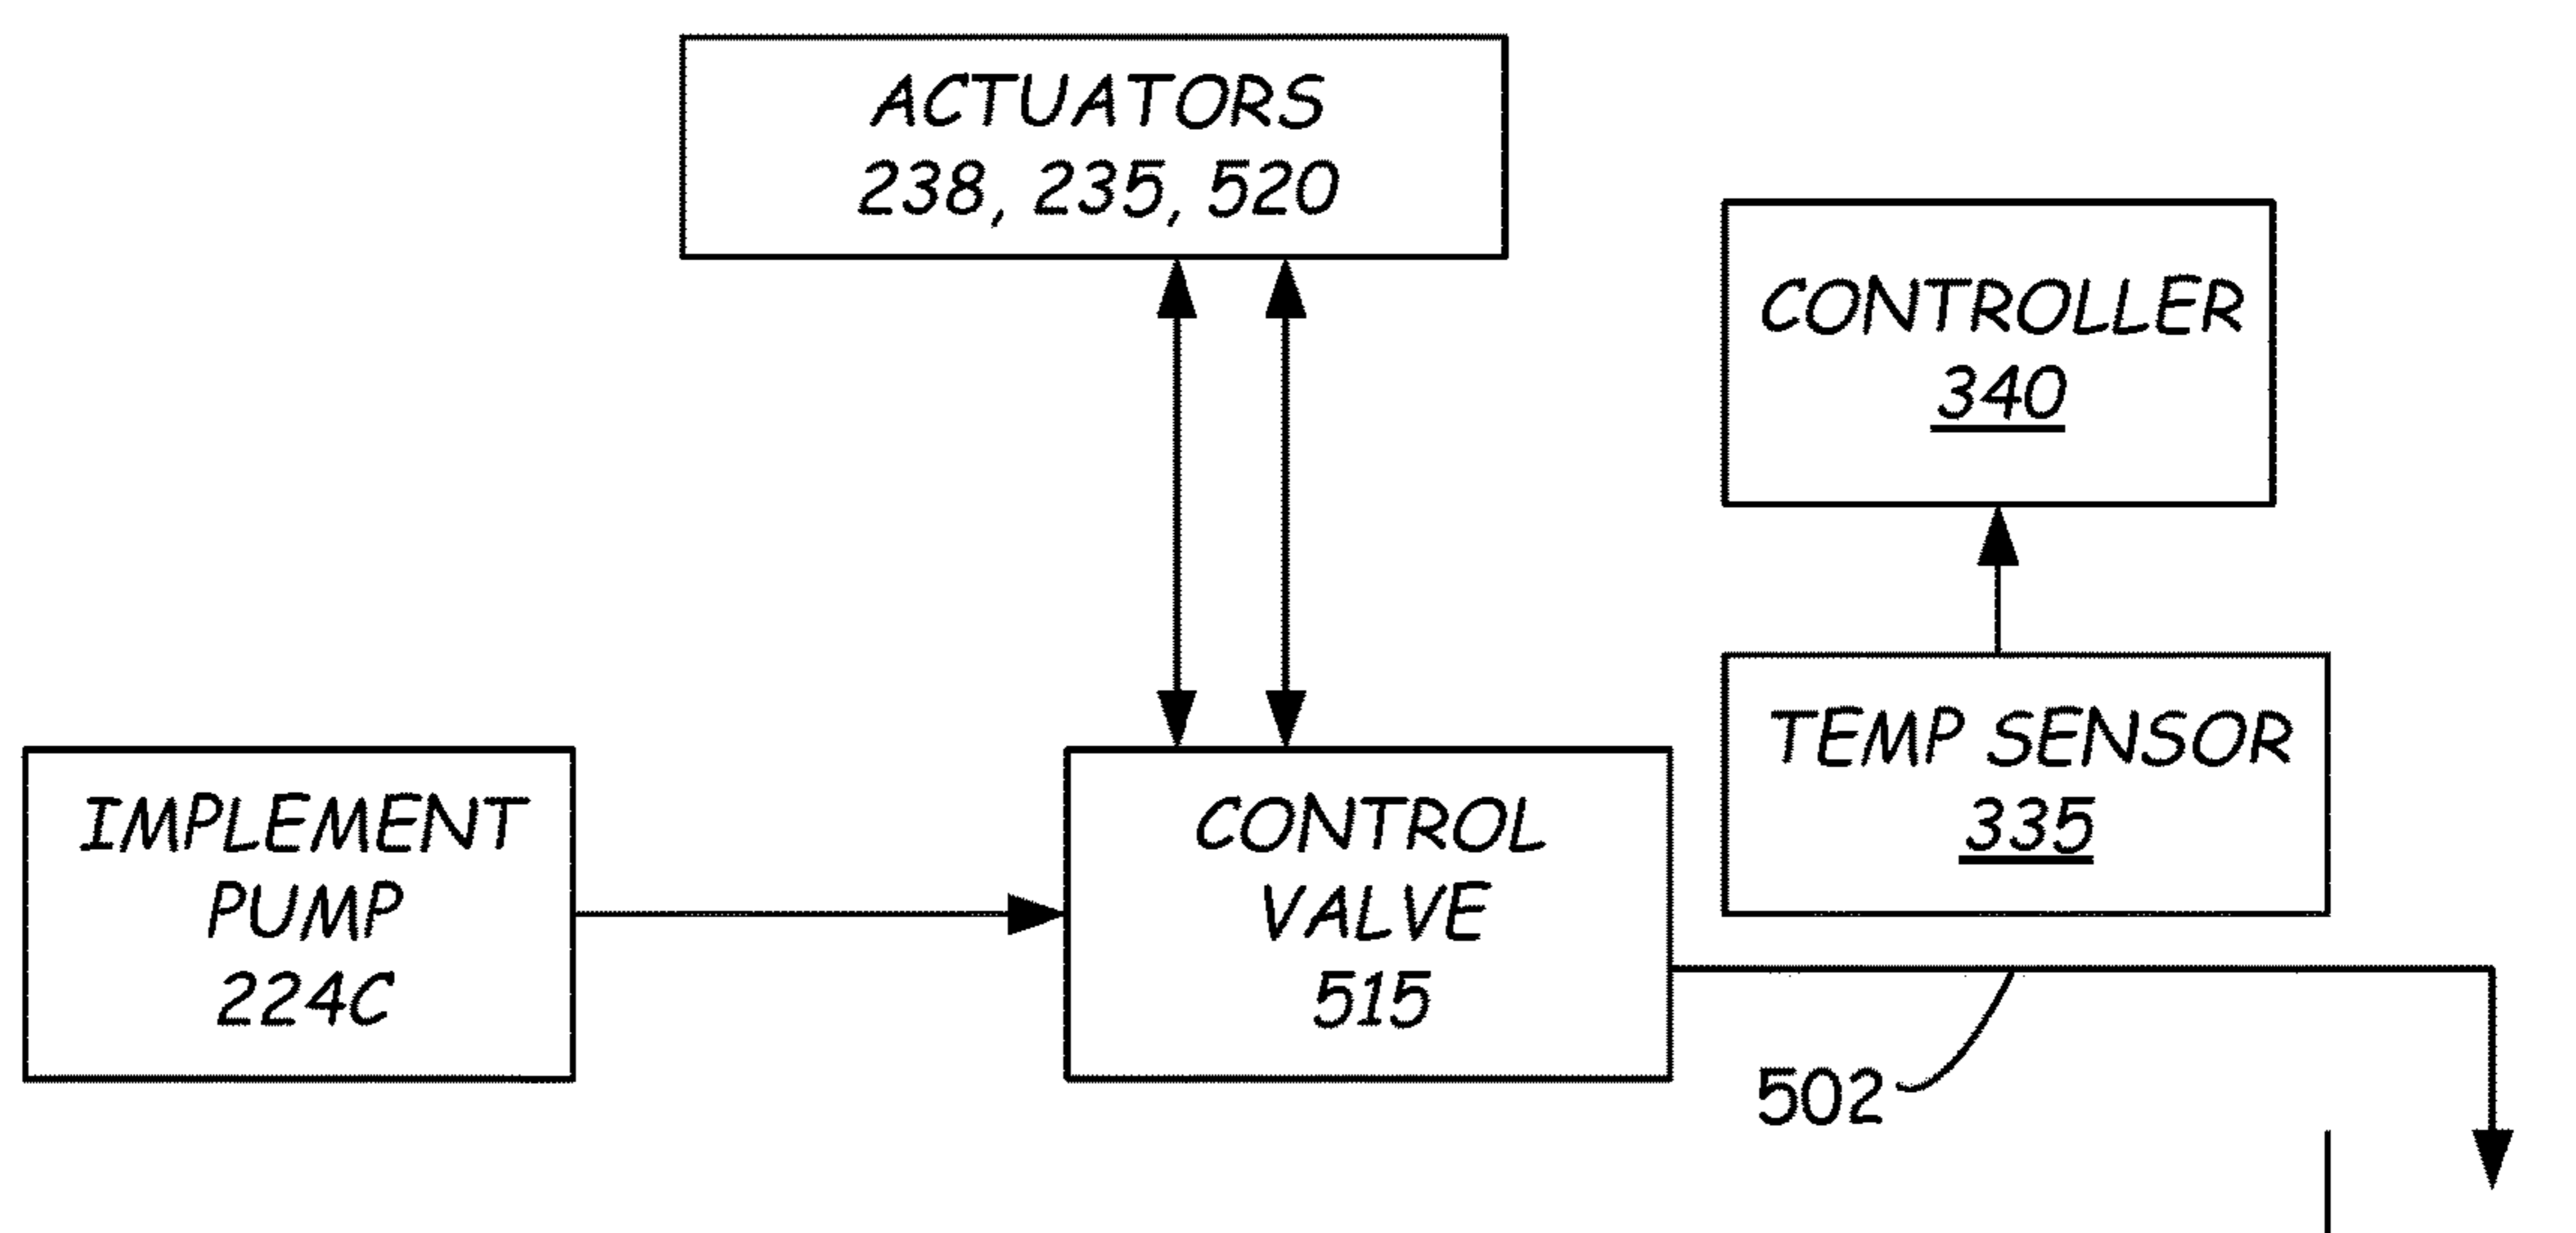 ACTUATORS
238, 235, 520
CONTROLLER
340
TEMP SENSOR
335
IMPLEMENT
PUMP
224C
CONTROL
VALVE
515
502